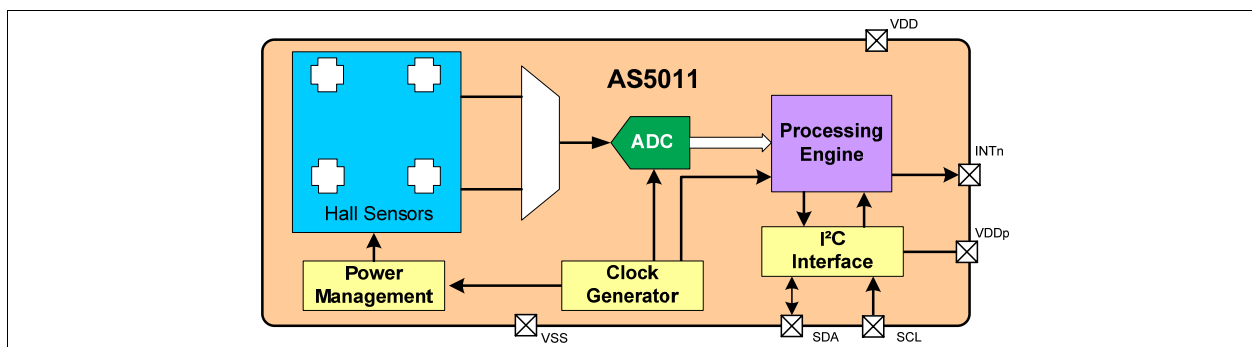 VDD
AS5011
ADC
Processing
Engine
INTn
Hall Sensors
I²C
Interface
VDDp
Power
Management
Clock
Generator
VSS
SDA
SCL